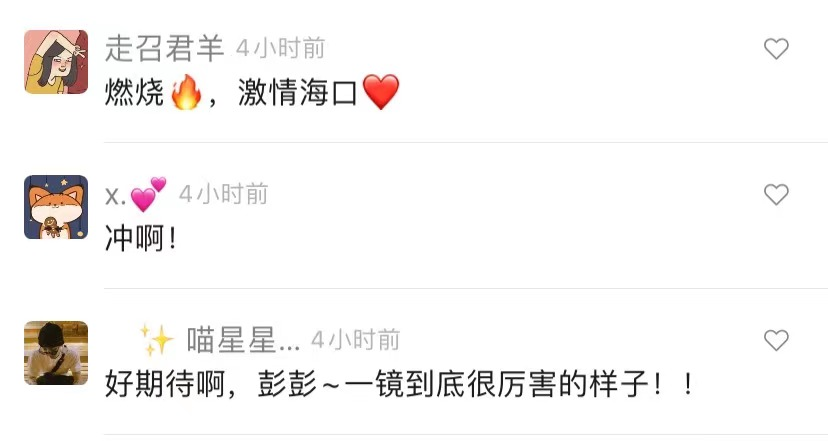 走召君羊 4小时前
燃烧🔥，激情海口❤️
x.💕 4小时前
冲啊！
✨ 喵星星... 4小时前
好期待啊，彭彭~一镜到底很厉害的样子！！